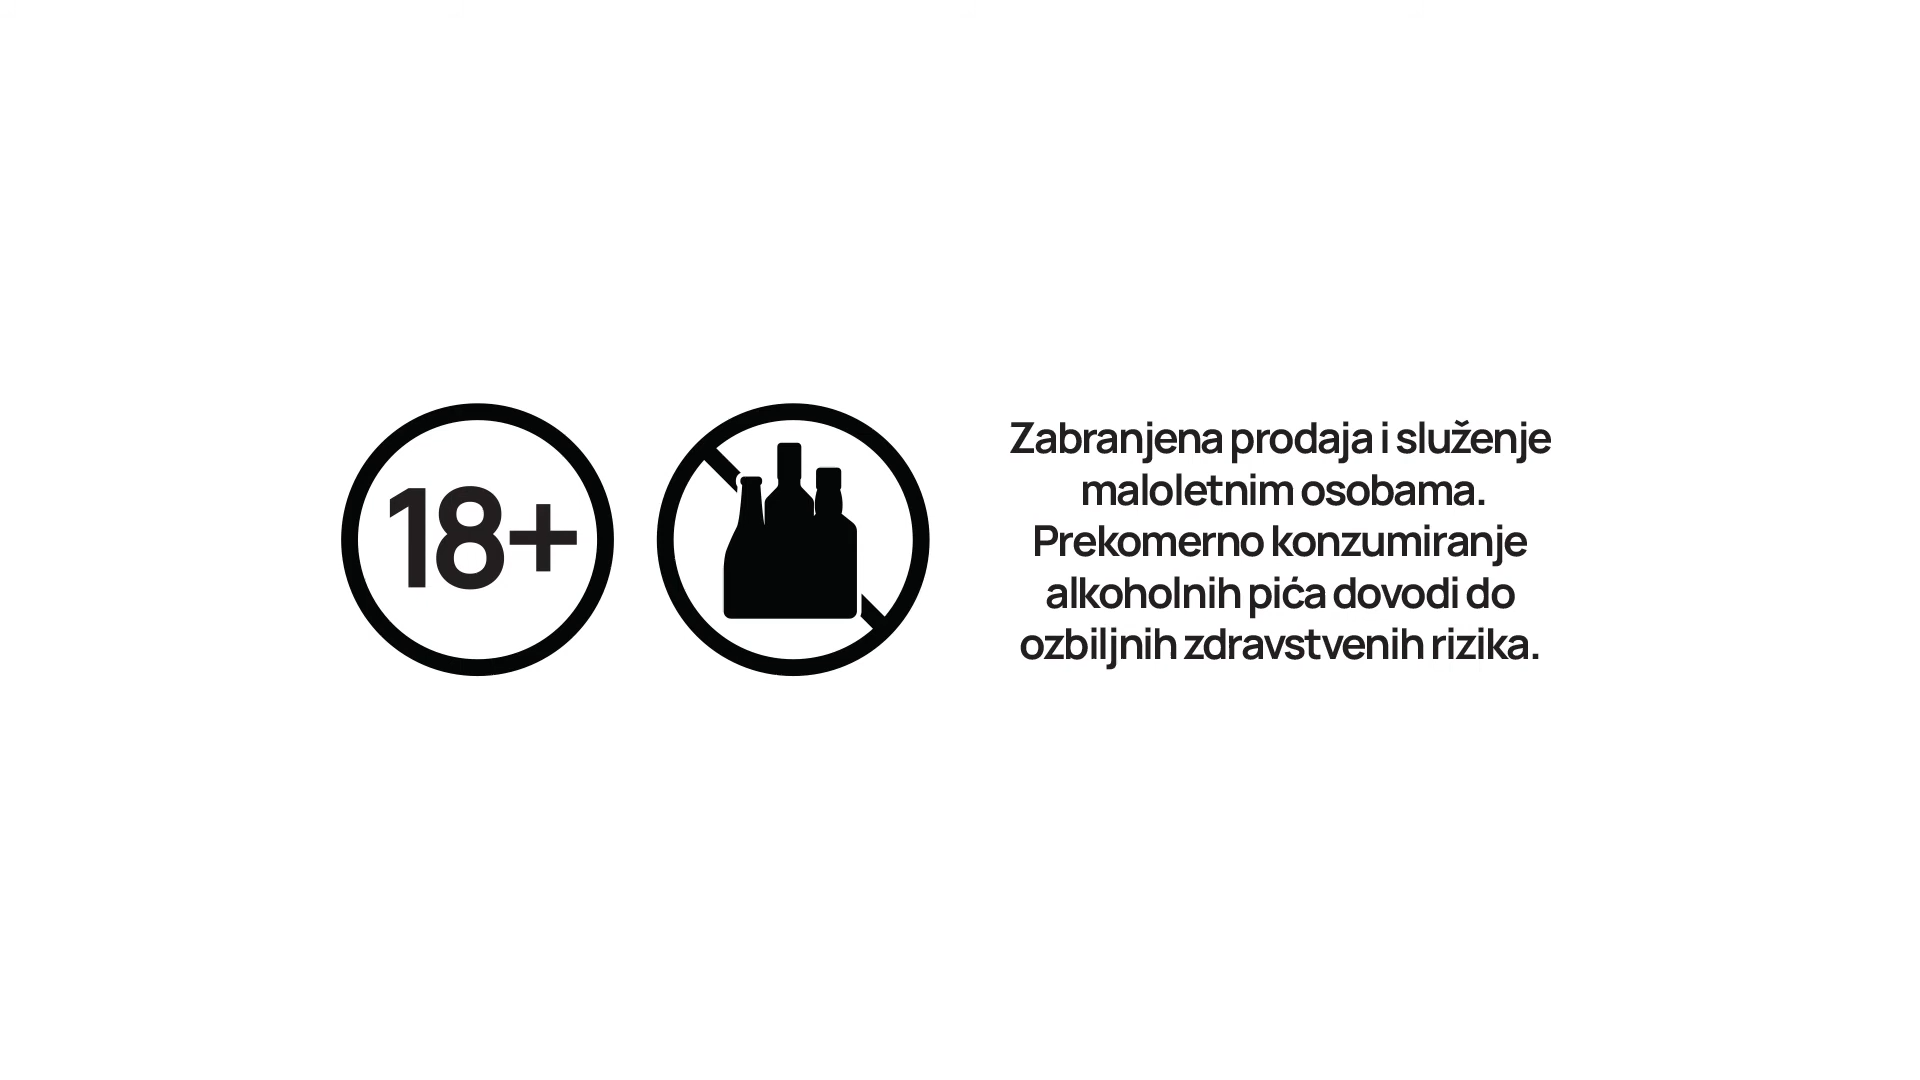 18+
Zabranjena prodaja i služenje
maloletnim osobama.
Prekomerno konzumiranje
alkoholnih pića dovodi do
ozbiljnih zdravstvenih rizika.